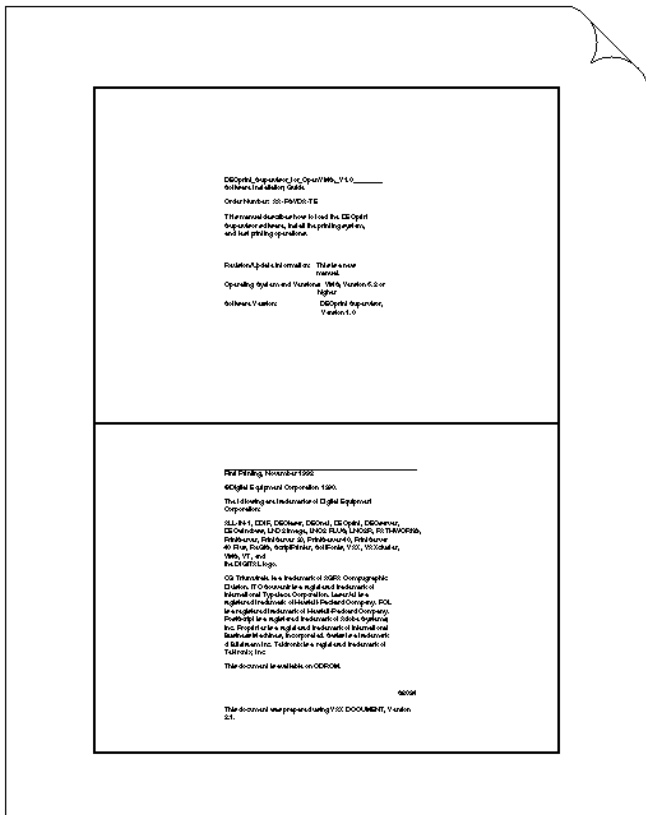 DECprint_Supervisor_for_OpenVMS,_V1.0______
Software Installation Guide
Order Number: AA-
This manual describes how to load the DECprint
Supervisor software, install the printing system,
and test printing operations.
Revision/Update Information: This is a new
manual.
Operating System and Versions: VMS, Version 5.2 or
higher
Software Version: DECprint Supervisor,
Version 1.0
First Printing, November
©Digital Equipment Corporation 1990.
The following are trademarks of Digital Equipment
Corporation:
ALL-IN-1, DDIF, DEClaser, DECnet, DECprint, DECserver,
DECwindows, LN03 Image, LN03 PLUS, LN03R, PATHWORKS,
PrintServer, PrintServer 20, PrintServer 40, PrintServer
40 Plus, ReGIS, ScriptPrinter, VAX, VAXcluster,
VMS, VT, and
the DIGITAL logo.
CG Triumvirate is a trademark of AGFA Compugraphic
Division. ITC Souvenir is a registered trademark of
International Typeface Corporation. LaserJet is a
registered trademark of Hewlett-Packard Company. PCL
is a registered trademark of Hewlett-Packard Company.
PostScript is a registered trademark of Adobe Systems,
Inc. Proprinter is a registered trademark of International
Business Machines, Incorporated. is a trademark
of Bitstream Inc. Tektronix is a registered trademark of
Tektronix, Inc.
This document is available on CDROM.
This document was prepared using VAX DOCUMENT, Version
2.1.